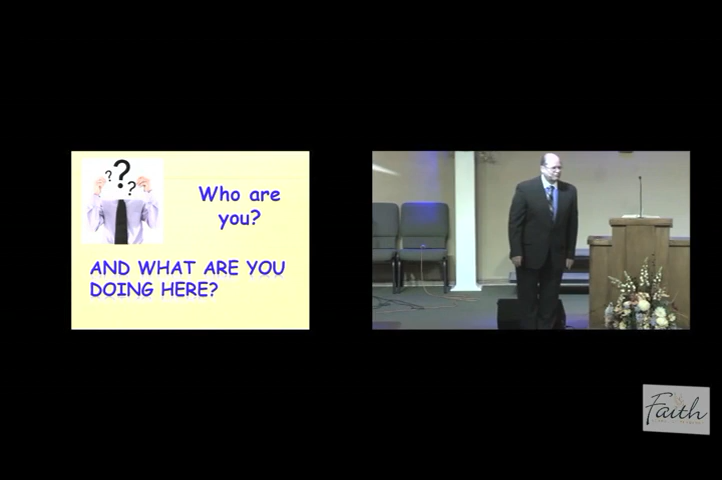 ???
Who are
you?
AND WHAT ARE YOU
DOING HERE?
Faith